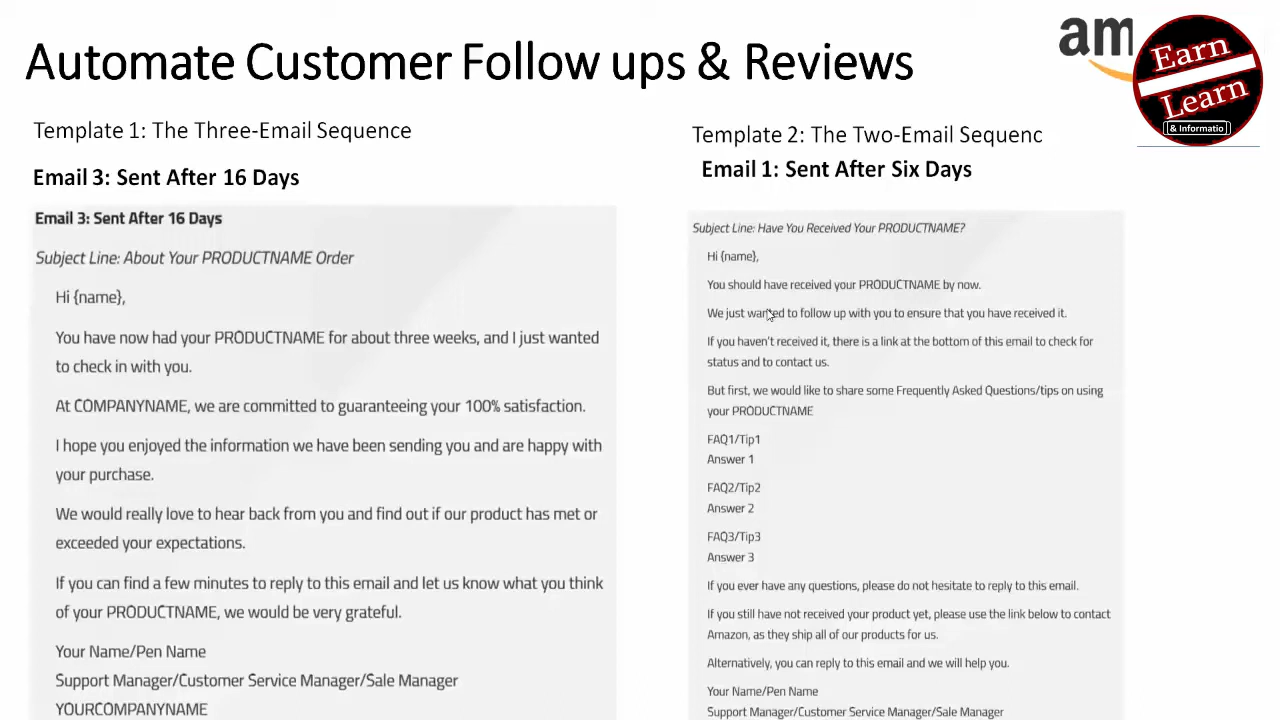 Automate Customer Follow ups & Reviews
am
Earn
Learn
& Informatio
Template 1: The Three-Email Sequence
Email 3: Sent After 16 Days
Email 3: Sent After 16 Days
Subject Line: About Your PRODUCTNAME Order
Hi {name},
You have now had your PRODUCTNAME for about three weeks, and I just wanted
to check in with you.
At COMPANYNAME, we are committed to guaranteeing your 100% satisfaction.
I hope you enjoyed the information we have been sending you and are happy with
your purchase.
We would really love to hear back from you and find out if our product has met or
exceeded your expectations.
If you can find a few minutes to reply to this email and let us know what you think
of your PRODUCTNAME, we would be very grateful.
Your Name/Pen Name
Support Manager/Customer Service Manager/Sale Manager
YOURCOMPANYNAME
Template 2: The Two-Email Sequenc
Email 1: Sent After Six Days
Subject Line: Have You Received Your PRODUCTNAME?
Hi {name},
You should have received your PRODUCTNAME by now.
We just wanted to follow up with you to ensure that you have received it.
If you haven't received it, there is a link at the bottom of this email to check for
status and to contact us.
But first, we would like to share some Frequently Asked Questions/tips on using
your PRODUCTNAME
FAQ1/Tip1
Answer 1
FAQ2/Tip2
Answer 2
FAQ3/Tip3
Answer 3
If you ever have any questions, please do not hesitate to reply to this email.
If you still have not received your product yet, please use the link below to contact
Amazon, as they ship all of our products for us.
Alternatively, you can reply to this email and we will help you.
Your Name/Pen Name
Support Manager/Customer Service Manager/Sale Manager